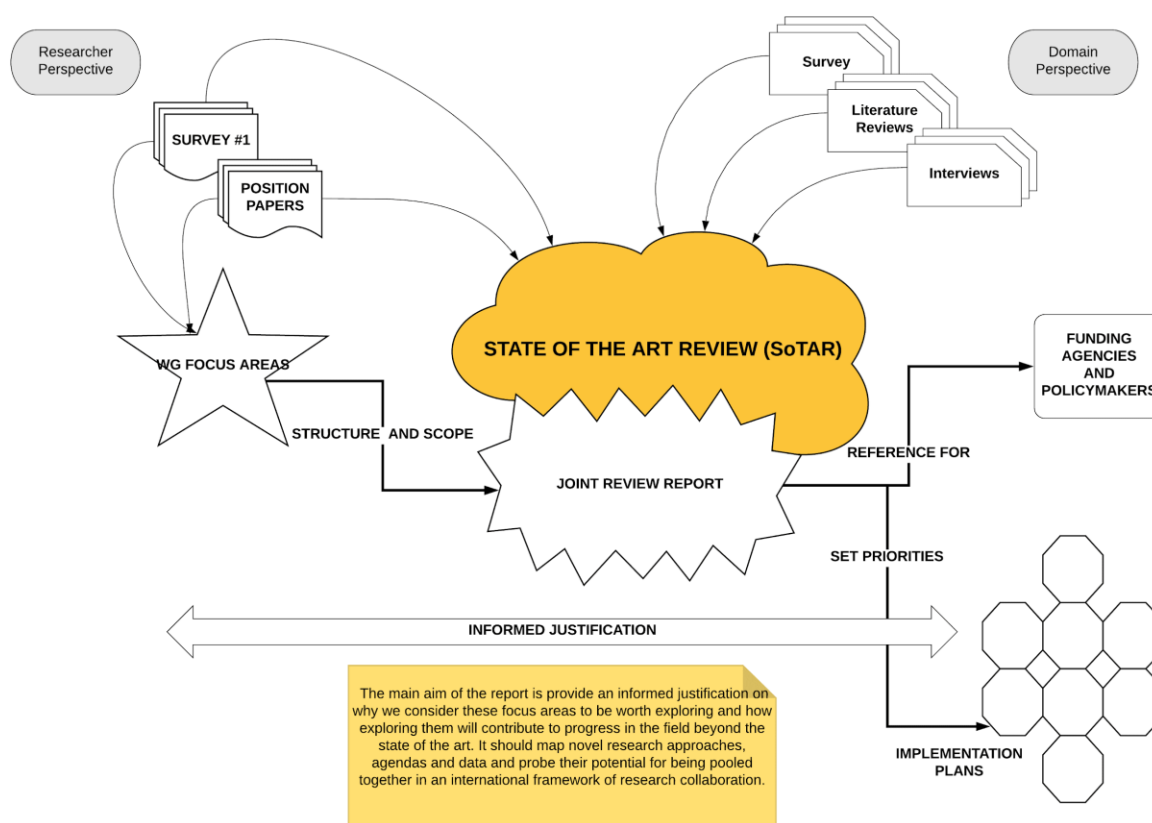 Researcher
Perspective
Domain
Perspective
Survey
Literature
Reviews
Interviews
SURVEY #1
POSITION
PAPERS
WG FOCUS AREAS
STATE OF THE ART REVIEW (SoTAR)
FUNDING
AGENCIES
AND
POLICYMAKERS
STRUCTURE AND SCOPE
REFERENCE FOR
JOINT REVIEW REPORT
SET PRIORITIES
INFORMED JUSTIFICATION
The main aim of the report is provide an informed justification on
why we consider these focus areas to be worth exploring and how
exploring them will contribute to progress in the field beyond the
state of the art. It should map novel research approaches,
agendas and data and probe their potential for being pooled
together in an international framework of research collaboration.
IMPLEMENTATION
PLANS